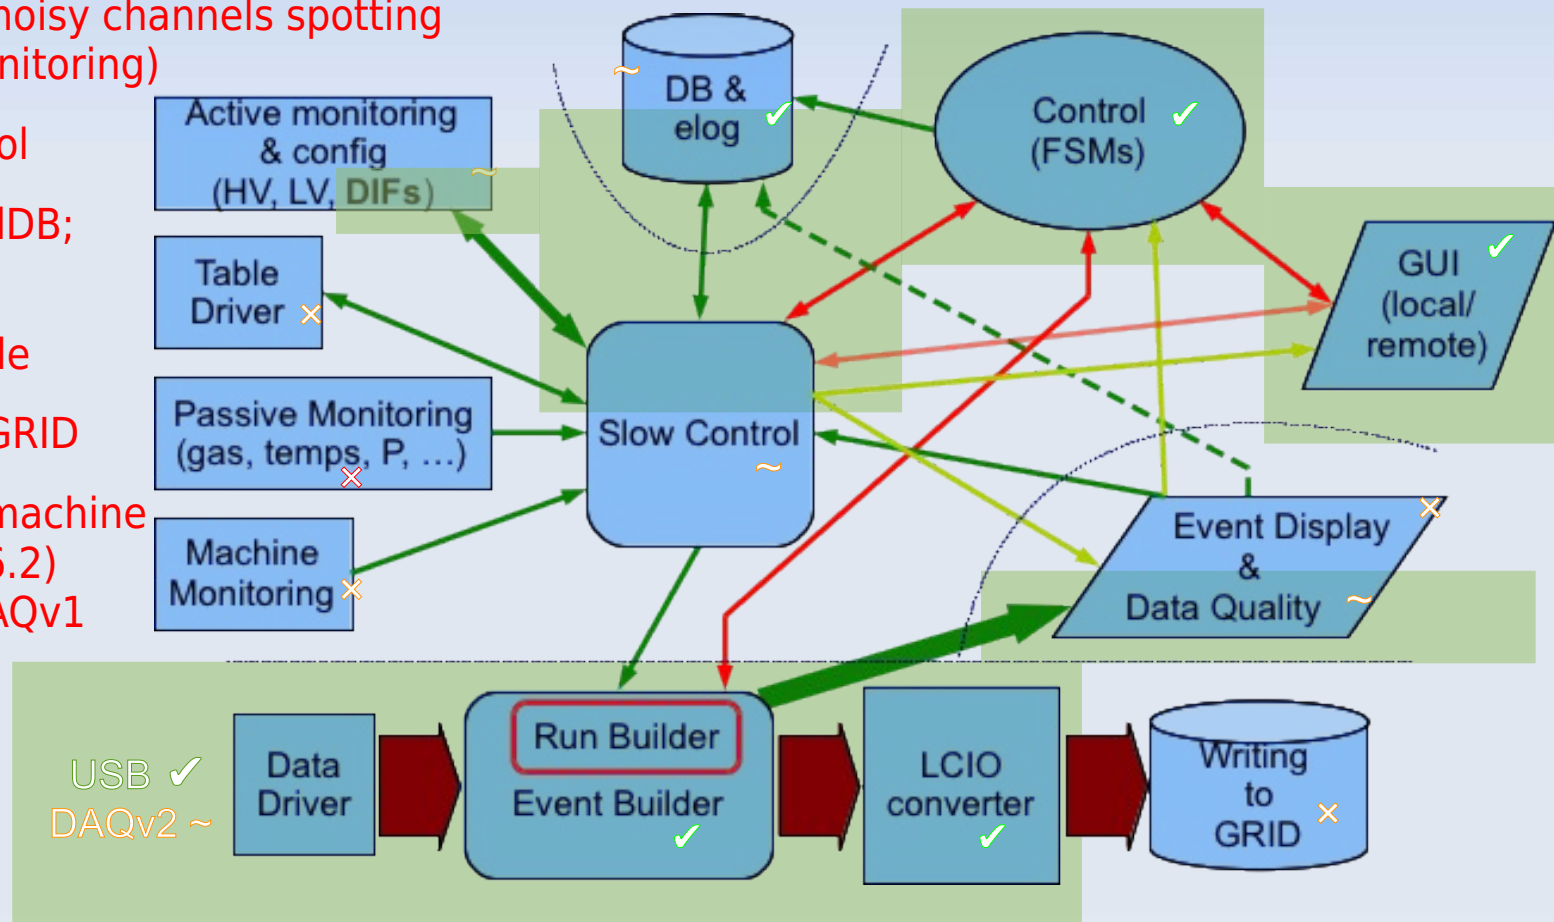 noisy channels spotting
nitoring)
ol
dDB;
le
GRID
machine
5.2)
AQv1
DB &
elog
~
✔
Control
(FSMs)
✔
Active monitoring
& config
(HV, LV, DIFs)
~
Table
Driver
×
GUI
(local/
remote)
✔
Passive Monitoring
(gas, temps, P, …)
×
Slow Control
~
Machine
Monitoring
×
Event Display
&
Data Quality
×
~
USB ✔
DAQv2 ~
Data
Driver
Run Builder
Event Builder
✔
LCIO
converter
✔
Writing
to
GRID
×